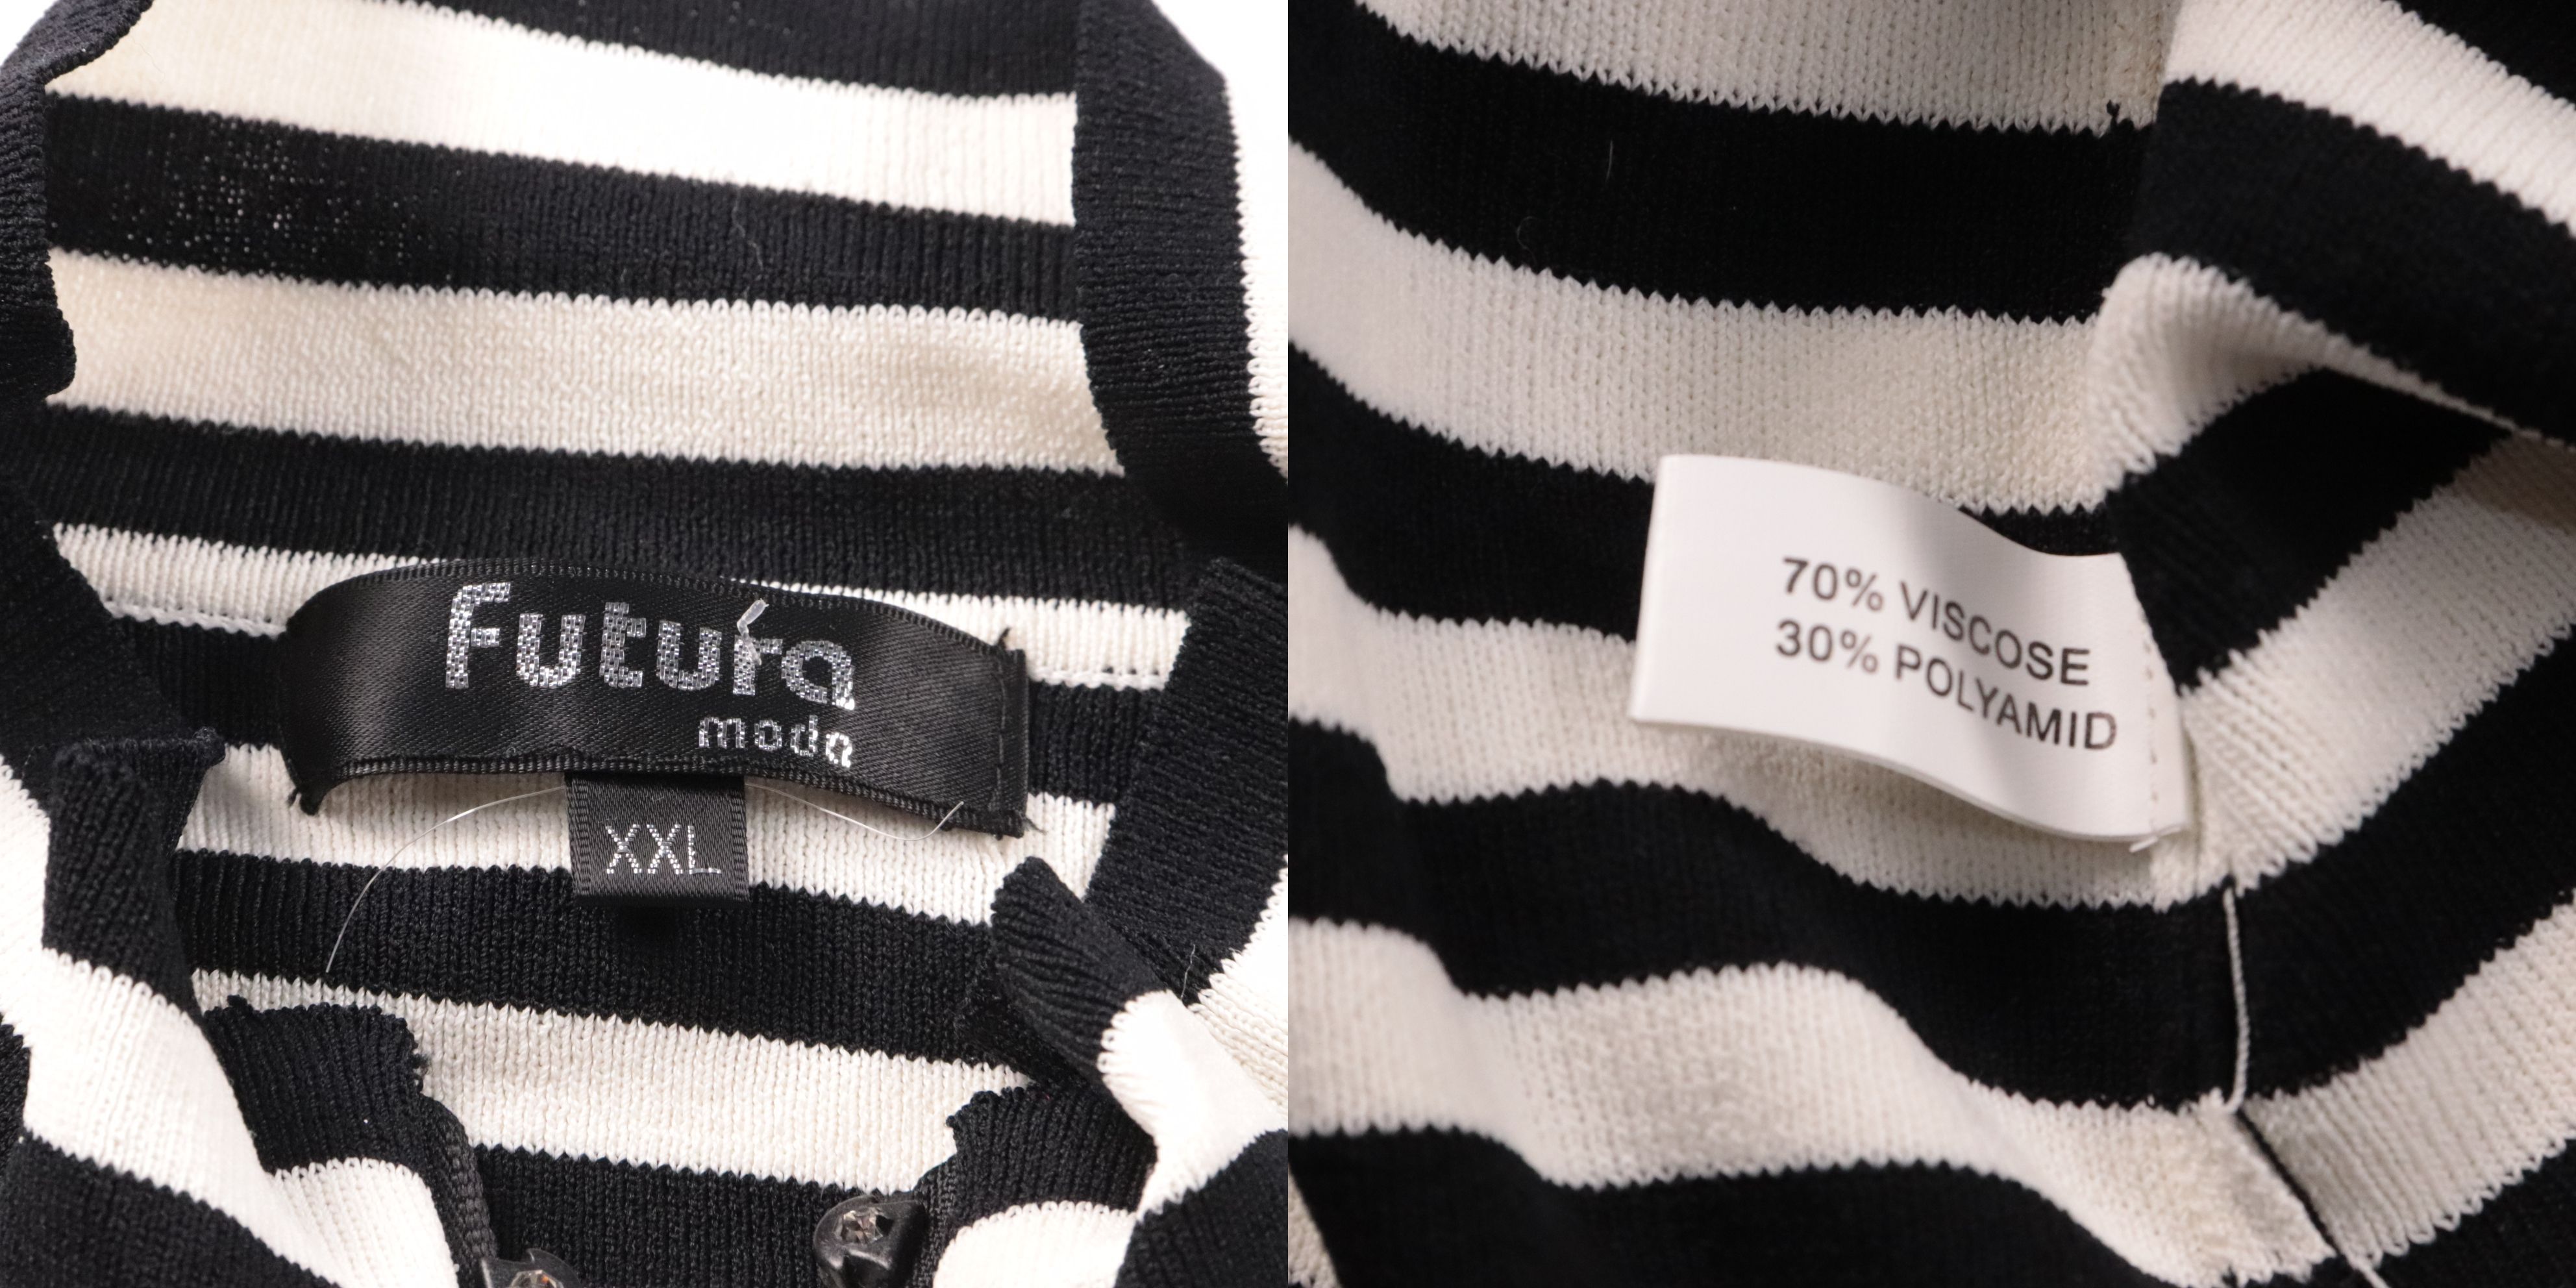 Futura
moda
XXL
70% VISCOSE
30% POLYAMID